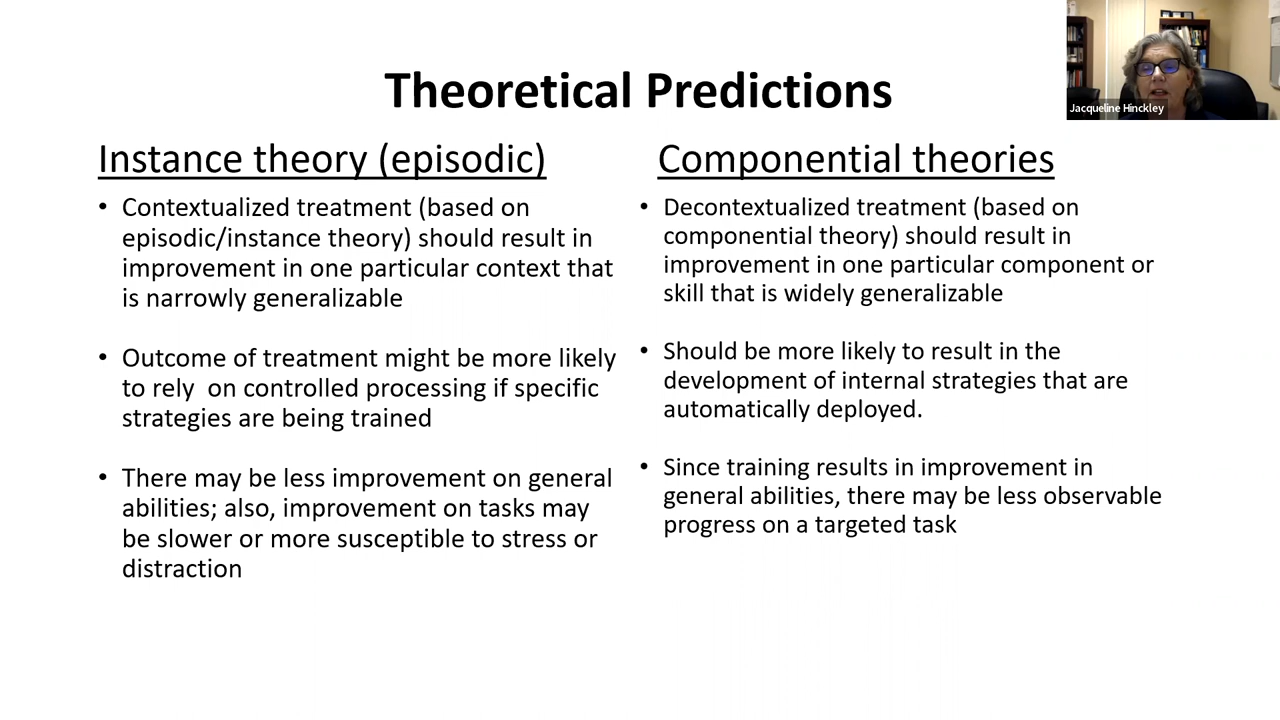 Theoretical Predictions
Jacqueline Hinckley
Instance theory (episodic)
• Contextualized treatment (based on
episodic/instance theory) should result in
improvement in one particular context that
is narrowly generalizable
• Outcome of treatment might be more likely
to rely  on controlled processing if specific
strategies are being trained
• There may be less improvement on general
abilities; also, improvement on tasks may
be slower or more susceptible to stress or
distraction
Componential theories
• Decontextualized treatment (based on
componential theory) should result in
improvement in one particular component or
skill that is widely generalizable
• Should be more likely to result in the
development of internal strategies that are
automatically deployed.
• Since training results in improvement in
general abilities, there may be less observable
progress on a targeted task